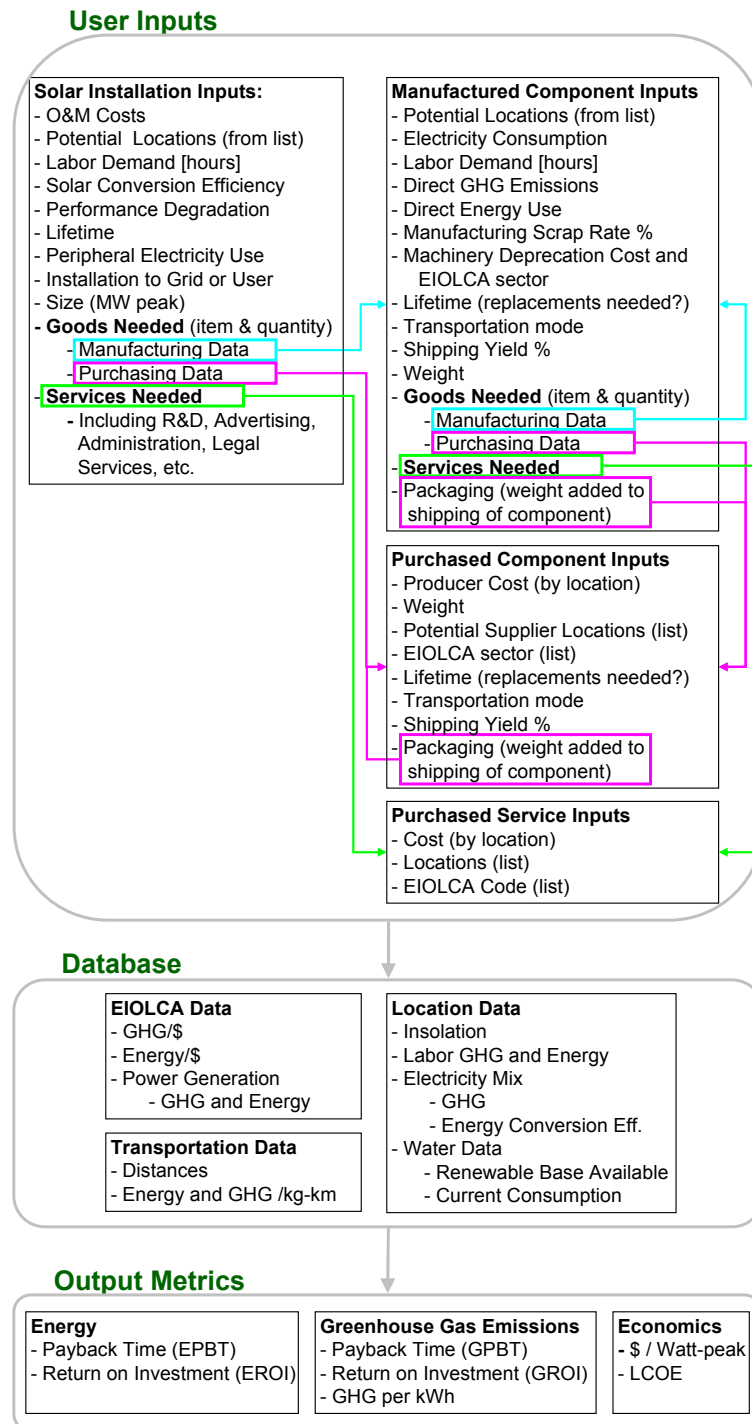 User Inputs
Solar Installation Inputs:
- O&M Costs
- Potential Locations (from list)
- Labor Demand [hours]
- Solar Conversion Efficiency
- Performance Degradation
- Lifetime
- Peripheral Electricity Use
- Installation to Grid or User
- Size (MW peak)
- Goods Needed (item & quantity)
- Manufacturing Data
- Purchasing Data
- Services Needed
- Including R&D, Advertising,
Administration, Legal
Services, etc.
Manufactured Component Inputs
- Potential Locations (from list)
- Electricity Consumption
- Labor Demand [hours]
- Direct GHG Emissions
- Direct Energy Use
- Manufacturing Scrap Rate %
- Machinery Deprecation Cost and
EIOLCA sector
- Lifetime (replacements needed?)
- Transportation mode
- Shipping Yield %
- Weight
- Goods Needed (item & quantity)
- Manufacturing Data
- Purchasing Data
- Services Needed
- Packaging (weight added to
shipping of component)
Purchased Component Inputs
- Producer Cost (by location)
- Weight
- Potential Supplier Locations (list)
- EIOLCA sector (list)
- Lifetime (replacements needed?)
- Transportation mode
- Shipping Yield %
- Packaging (weight added to
shipping of component)
Purchased Service Inputs
- Cost (by location)
- Locations (list)
- EIOLCA Code (list)
Database
EIOLCA Data
- GHG/$
- Energy/$
- Power Generation
- GHG and Energy
Transportation Data
- Distances
- Energy and GHG /kg-km
Location Data
- Insolation
- Labor GHG and Energy
- Electricity Mix
- GHG
- Energy Conversion Eff.
- Water Data
- Renewable Base Available
- Current Consumption
Output Metrics
Energy
- Payback Time (EPBT)
- Return on Investment (EROI)
Greenhouse Gas Emissions
- Payback Time (GPBT)
- Return on Investment (GROI)
- GHG per kWh
Economics
- $ / Watt-peak
- LCOE